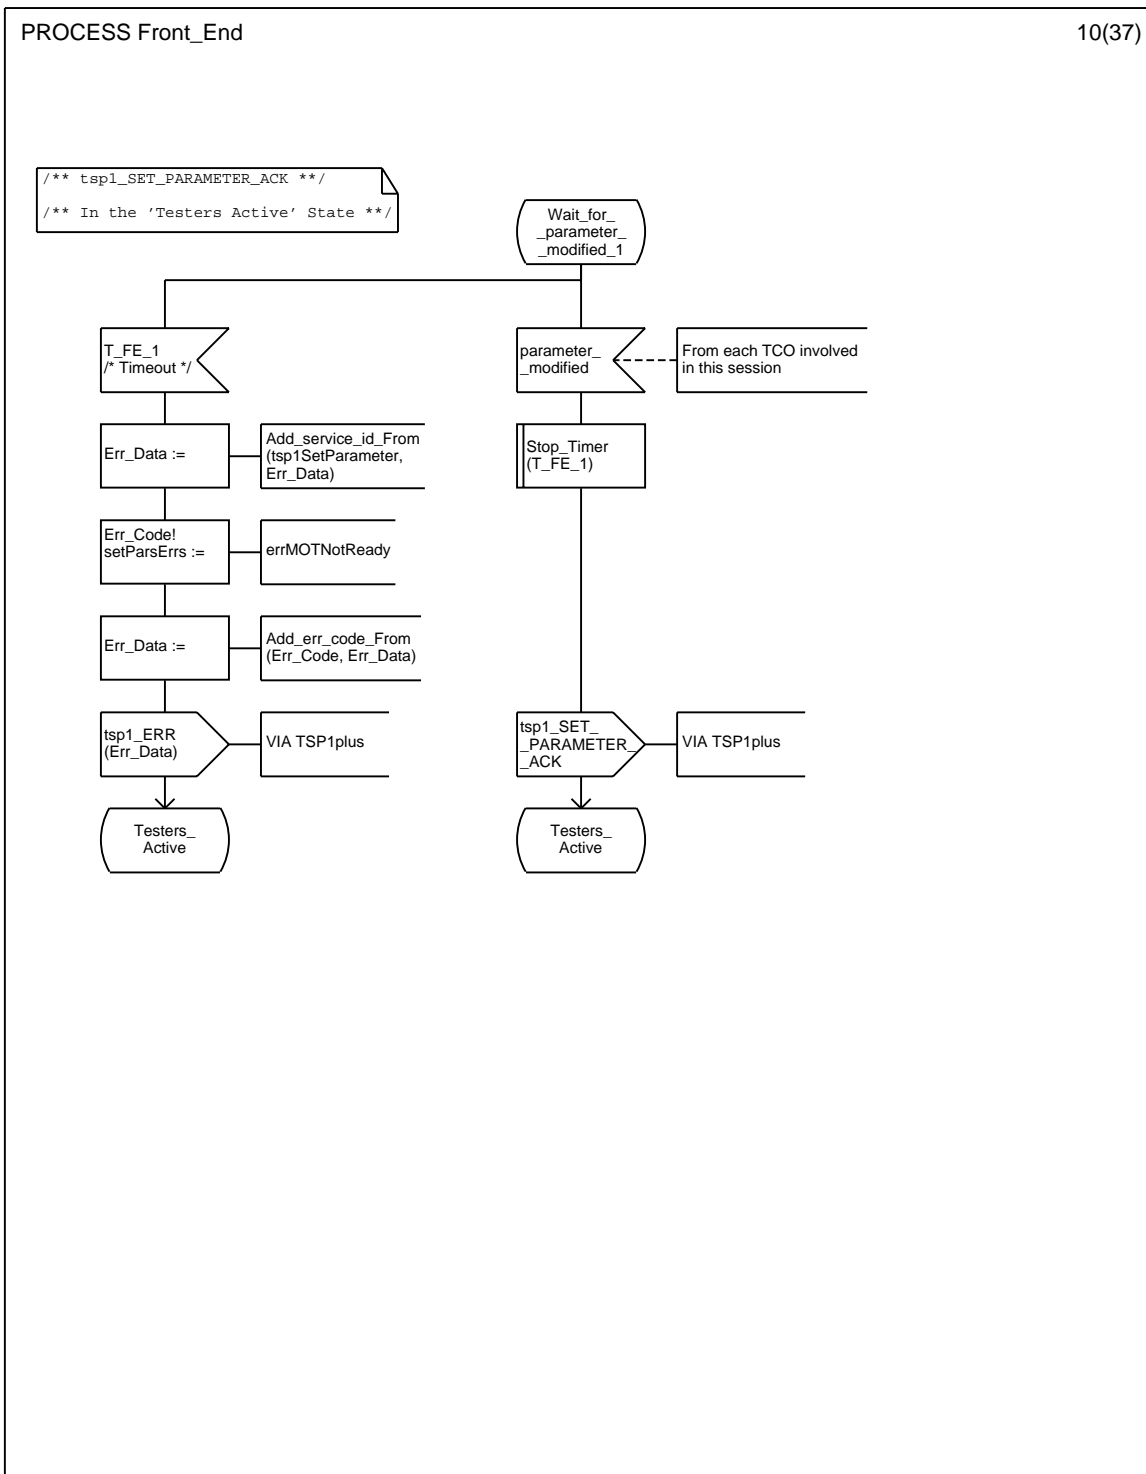 PROCESS Front_End
10(37)
/** tsp1_SET_PARAMETER_ACK **/
/** In the 'Testers Active' State **/
Wait_for_
_parameter_
_modified_1
T_FE_1
/* Timeout */
parameter_
_modified
From each TCO involved
in this session
Err_Data :=
Add_service_id_From
(tsp1SetParameter,
Err_Data)
Stop_Timer
(T_FE_1)
Err_Code!
setParsErrs :=
errMOTNotReady
Err_Data :=
Add_err_code_From
(Err_Code, Err_Data)
tsp1_ERR
(Err_Data)
VIA TSP1plus
tsp1_SET_
_PARAMETER_
_ACK
VIA TSP1plus
Testers_
Active
Testers_
Active